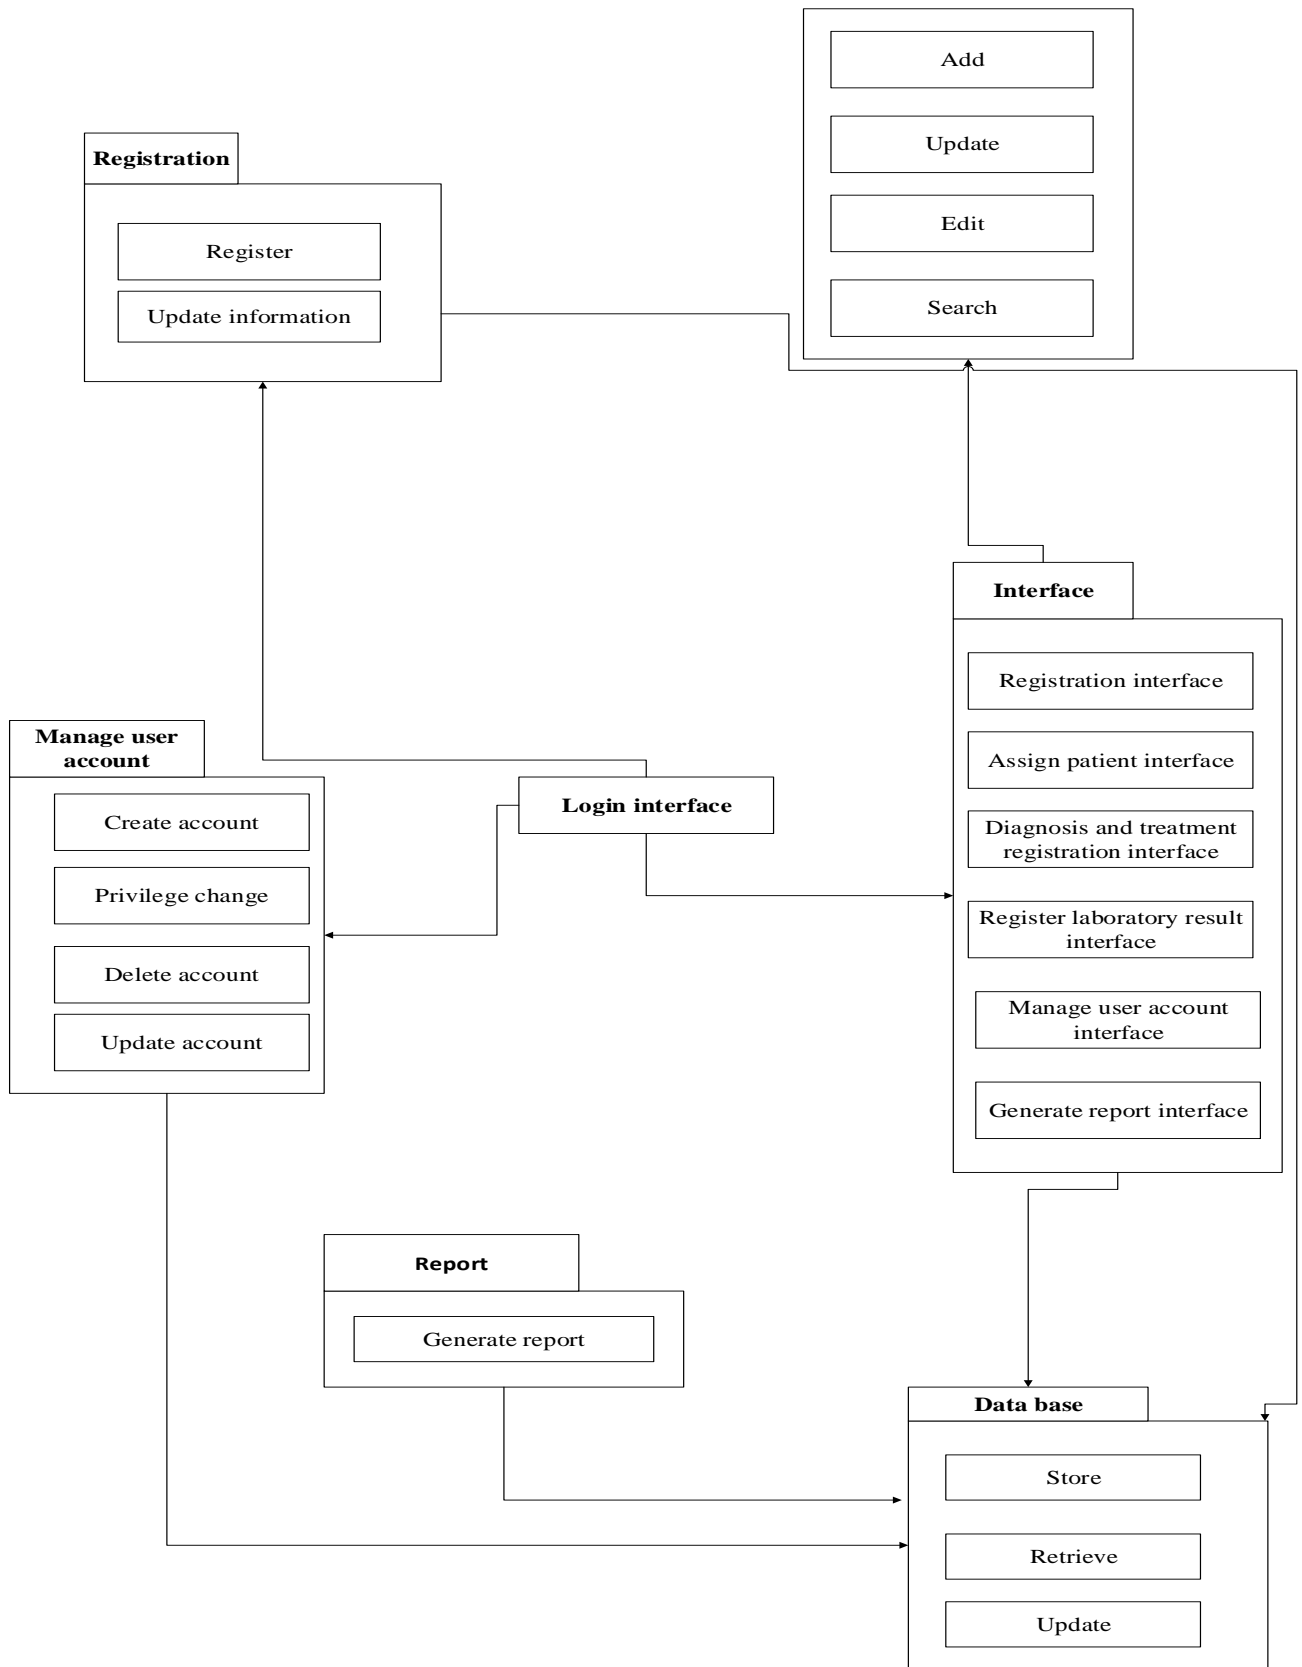 Add
Update
Edit
Search
Registration
Register
Update information
Interface
Registration interface
Assign patient interface
Diagnosis and treatment
registration interface
Register laboratory result
interface
Manage user account
interface
Generate report interface
Manage user
account
Create account
Privilege change
Delete account
Update account
Login interface
Report
Generate report
Data base
Store
Retrieve
Update